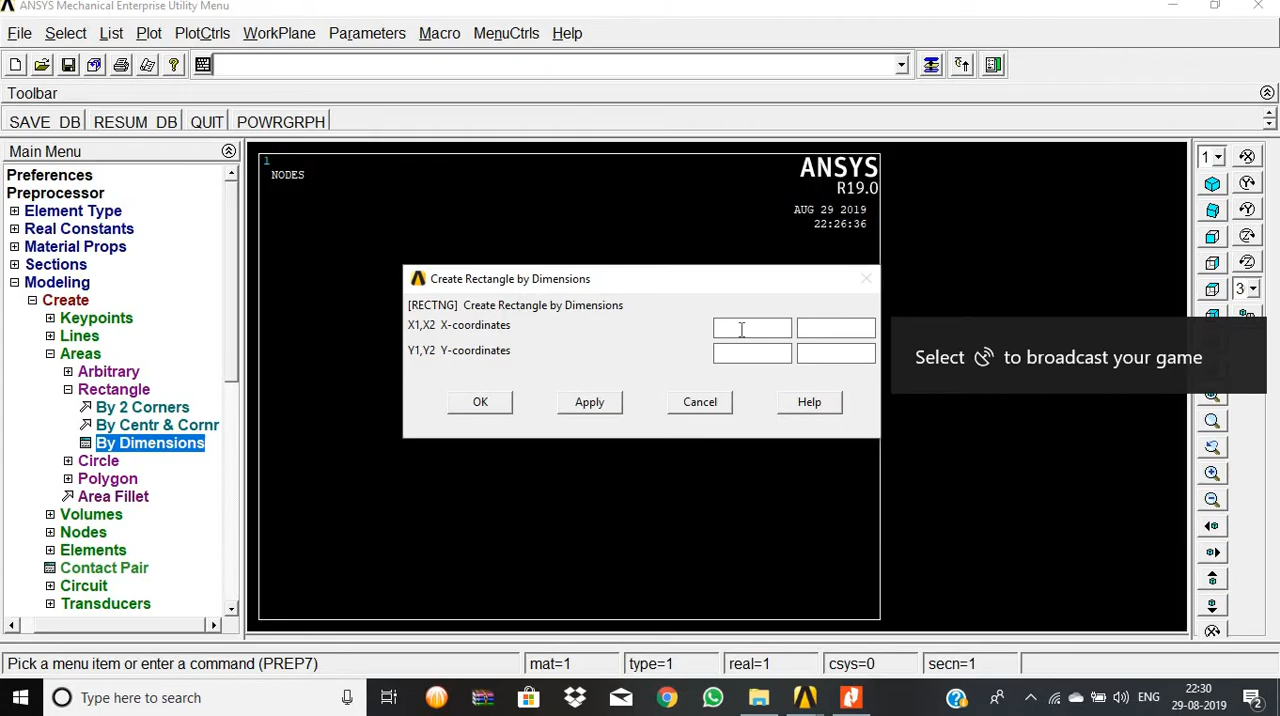 ANSYS Mechanical Enterprise Utility Menu
File Select List Plot PlotCtrls WorkPlane Parameters Macro MenuCtrls Help
Toolbar
SAVE_DB RESUM_DB QUIT POWRGRPH
Main Menu
Preferences
Preprocessor
Element Type
Real Constants
Material Props
Sections
Modeling
Create
Keypoints
Lines
Areas
Arbitrary
Rectangle
By 2 Corners
By Centr & Cornr
By Dimensions
Circle
Polygon
Area Fillet
Volumes
Nodes
Elements
Contact Pair
Circuit
Transducers
1
NODES
ANSYS
R19.0
AUG 29 2019
22:26:36
Create Rectangle by Dimensions
[RECTNG] Create Rectangle by Dimensions
X1,X2 X-coordinates
Y1,Y2 Y-coordinates
OK Apply Cancel Help
Select to broadcast your game
1
X
Y
Y
Z
Z
3
Pick a menu item or enter a command (PREP7) mat=1 type=1 real=1 csys=0 secn=1
Type here to search
ENG
22:30
29-08-2019
2